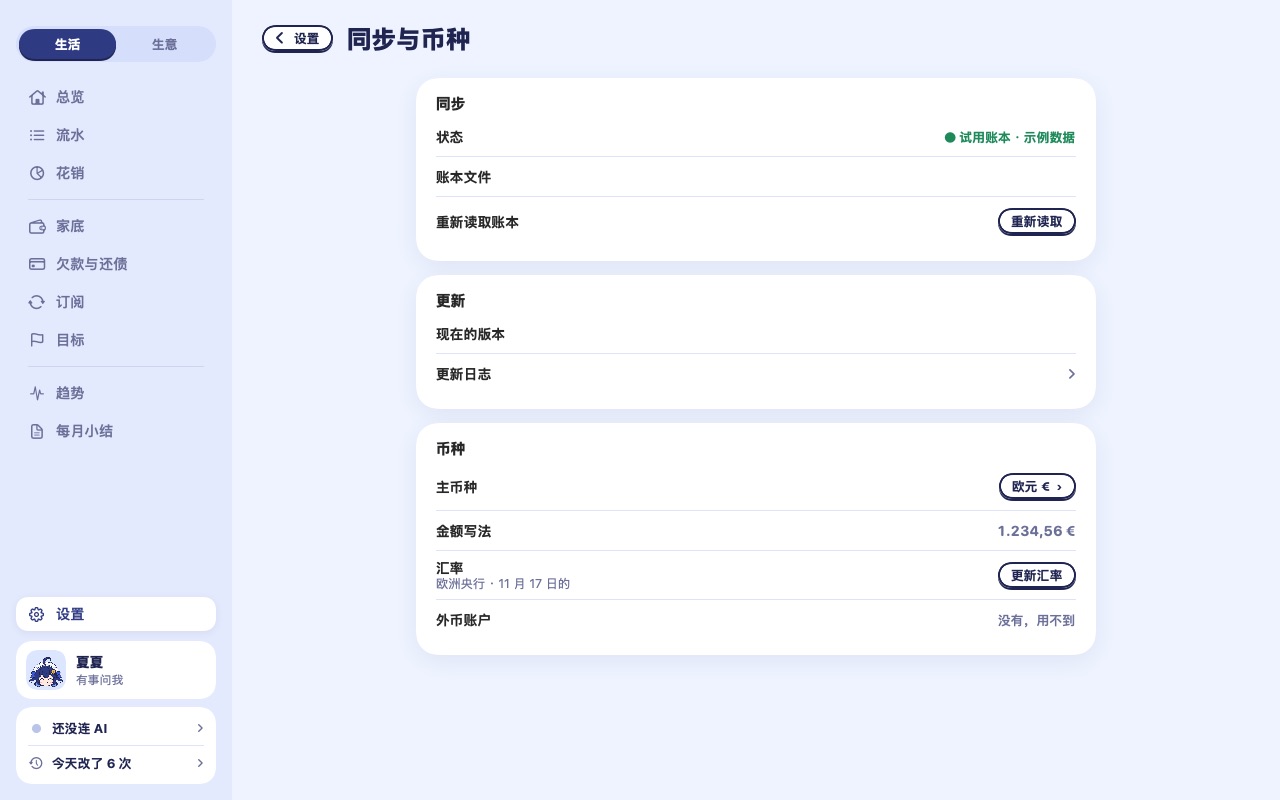 生活
生意
总览
流水
花销
家底
欠款与还债
订阅
目标
趋势
每月小结
设置
夏夏
有事问我
还没连 AI
今天改了 6 次
设置
同步与币种
同步
状态
试用账本 · 示例数据
账本文件
重新读取账本
重新读取
更新
现在的版本
更新日志
币种
主币种
欧元 € ›
金额写法
1.234,56 €
汇率
欧洲央行 · 11 月 17 日的
更新汇率
外币账户
没有，用不到